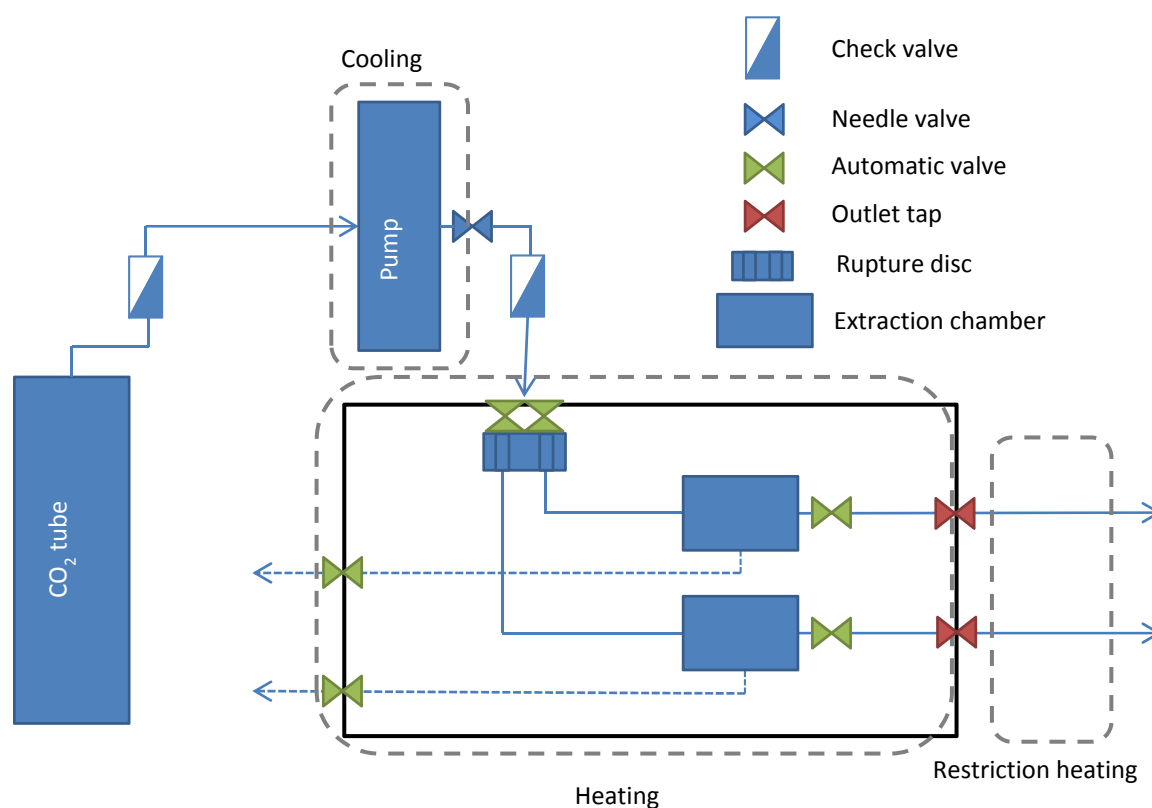 Cooling
Check valve
Needle valve
Automatic valve
Outlet tap
Rupture disc
Extraction chamber
Pump
CO₂ tube
Restriction heating
Heating